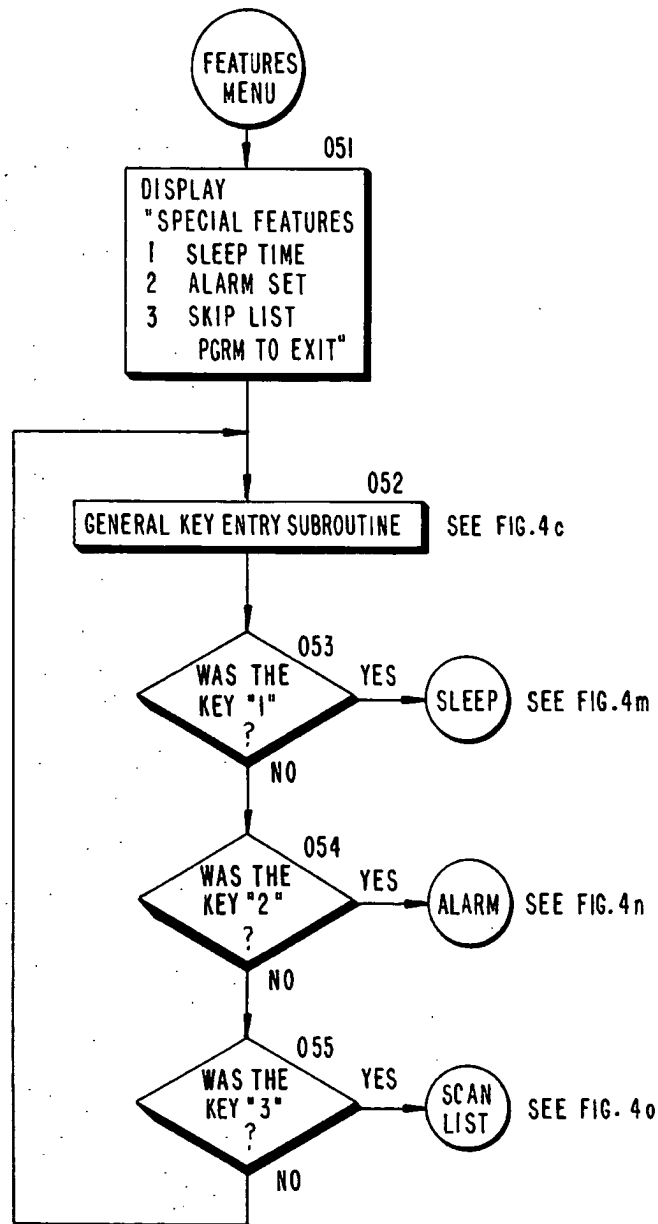 FEATURES
MENU
051
DISPLAY
"SPECIAL FEATURES
1 SLEEP TIME
2 ALARM SET
3 SKIP LIST
PGRM TO EXIT"
052
GENERAL KEY ENTRY SUBROUTINE
SEE FIG.4c
053
WAS THE
KEY "1"
?
YES
SLEEP
SEE FIG.4m
NO
054
WAS THE
KEY "2"
?
YES
ALARM
SEE FIG.4n
NO
055
WAS THE
KEY "3"
?
YES
SCAN
LIST
SEE FIG. 4o
NO